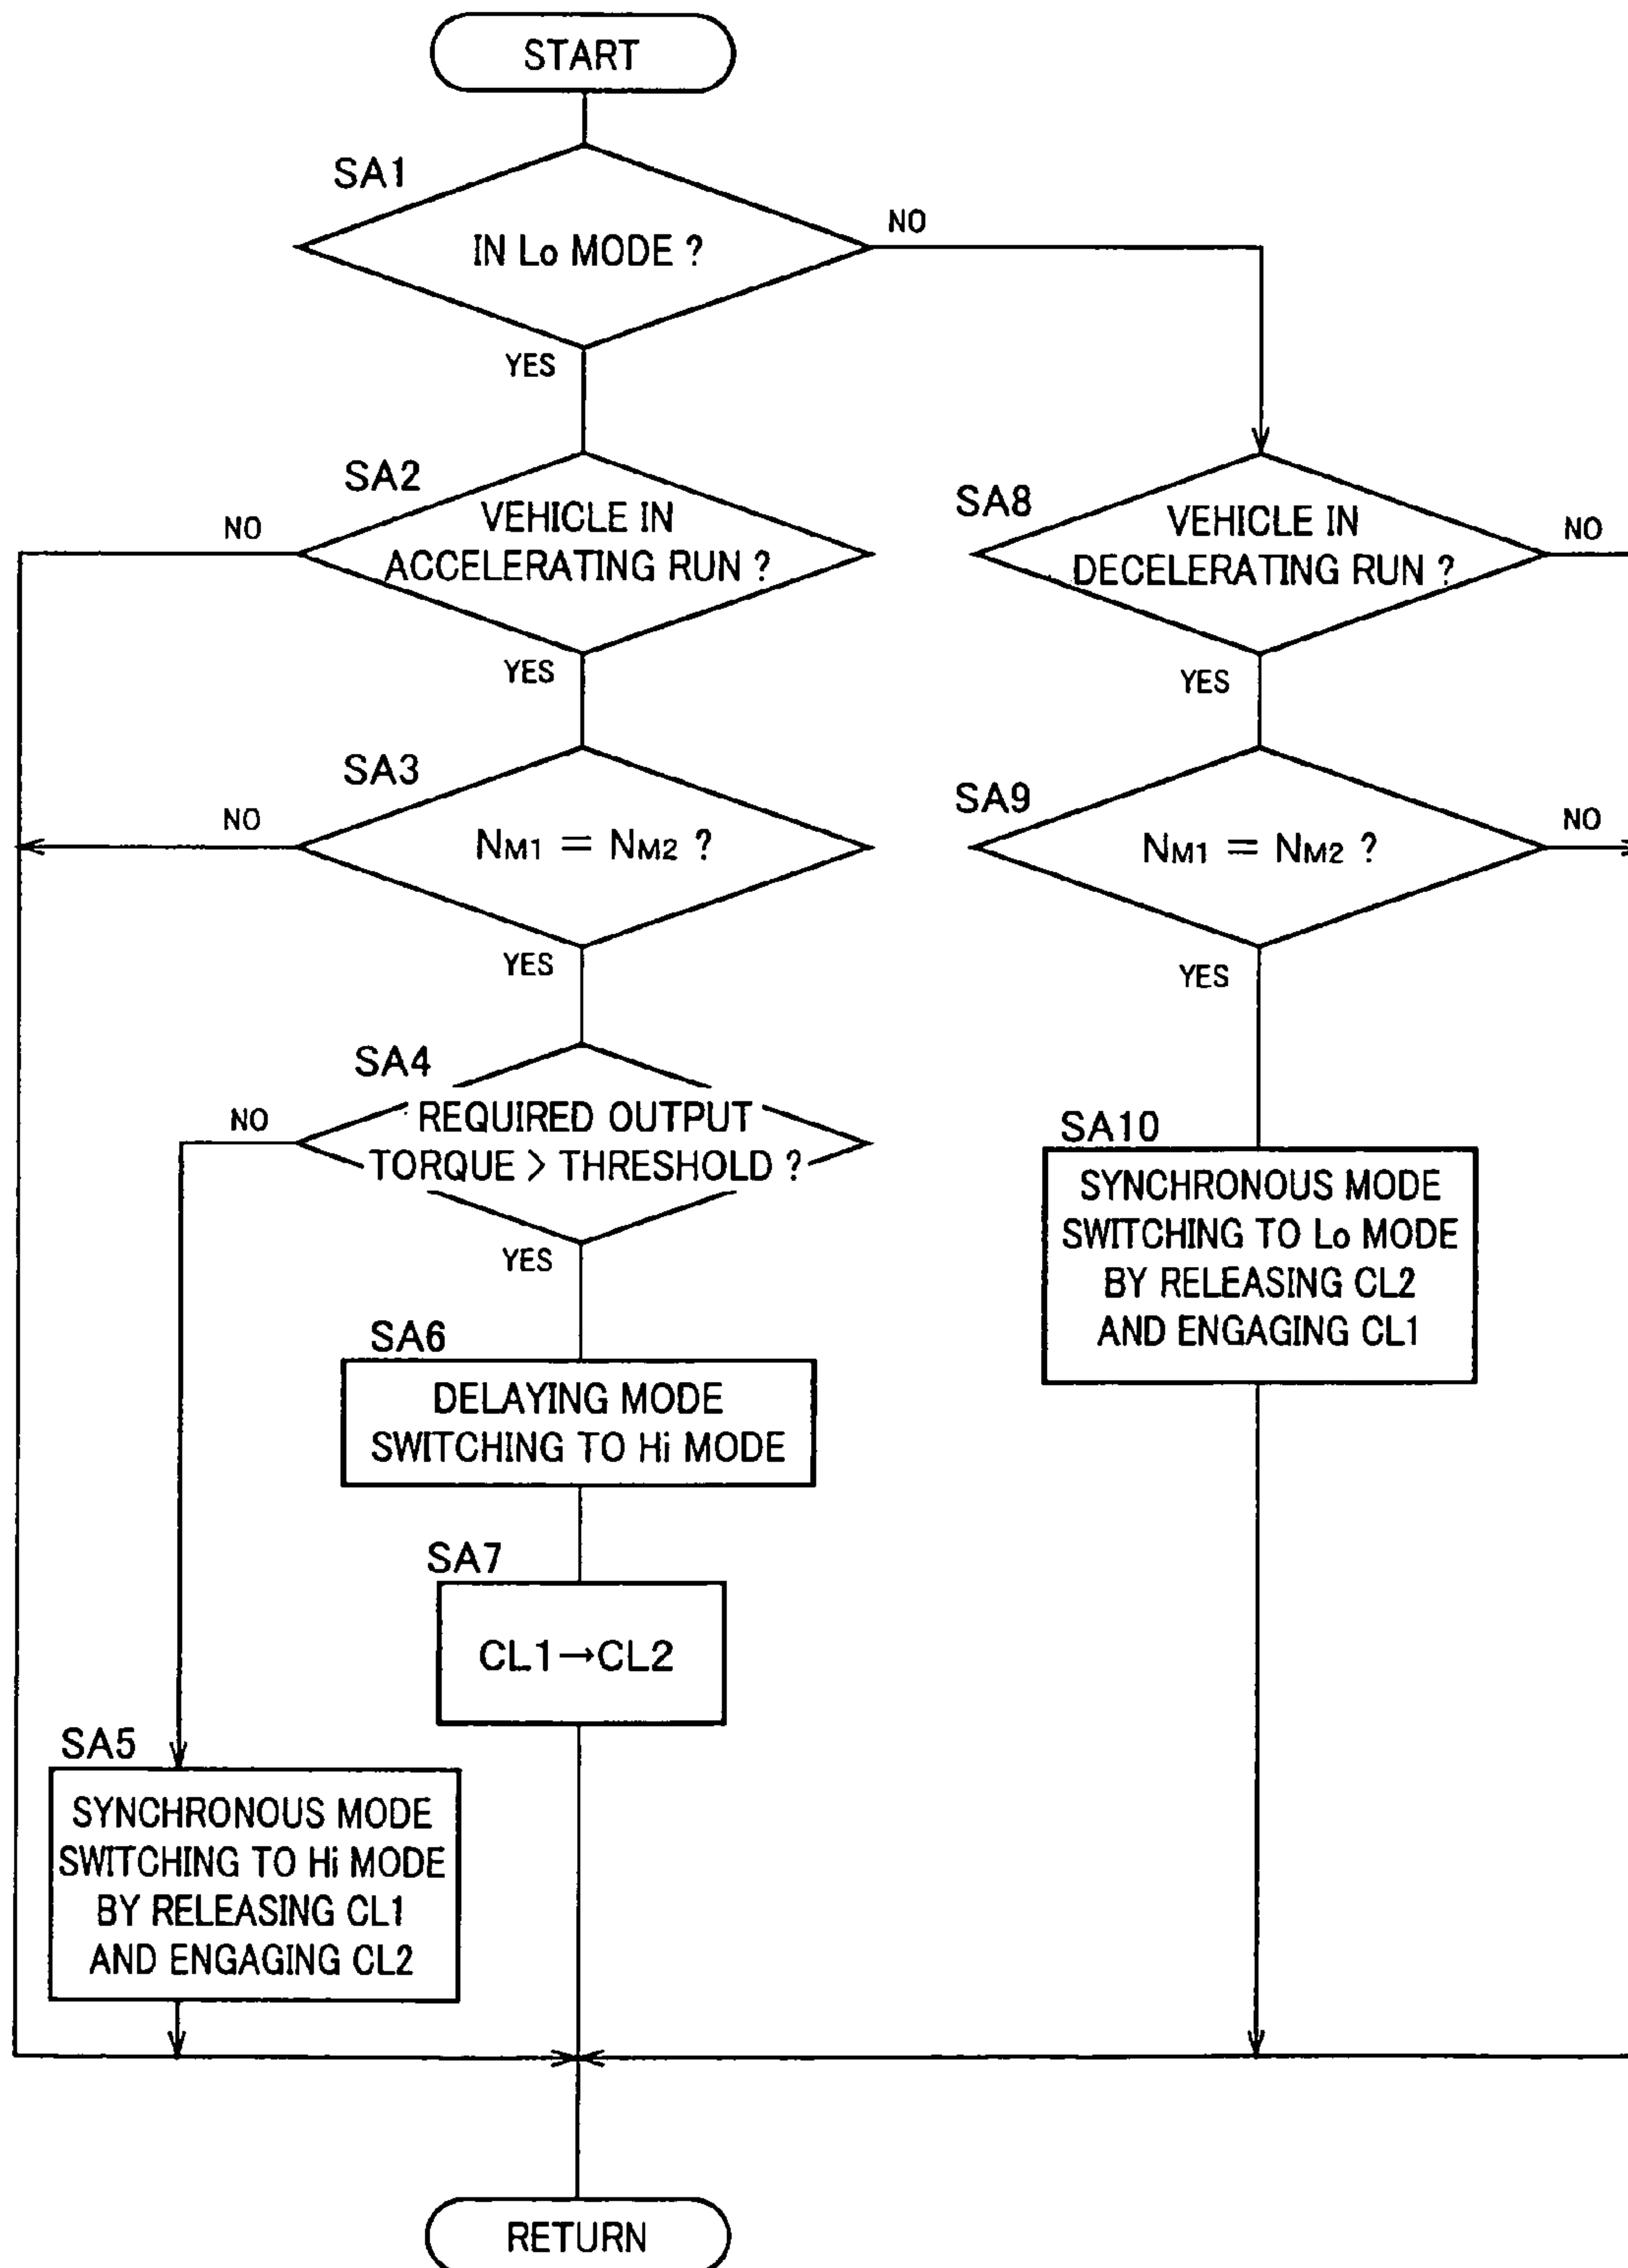 START
SA1
IN Lo MODE ?
NO
YES
SA2
VEHICLE IN
ACCELERATING RUN ?
NO
YES
SA8
VEHICLE IN
DECELERATING RUN ?
NO
YES
SA3
NM1 = NM2 ?
NO
YES
SA9
NM1 = NM2 ?
NO
YES
SA4
REQUIRED OUTPUT
TORQUE > THRESHOLD ?
NO
YES
SA10
SYNCHRONOUS MODE
SWITCHING TO Lo MODE
BY RELEASING CL2
AND ENGAGING CL1
SA6
DELAYING MODE
SWITCHING TO Hi MODE
SA7
CL1→CL2
SA5
SYNCHRONOUS MODE
SWITCHING TO Hi MODE
BY RELEASING CL1
AND ENGAGING CL2
RETURN